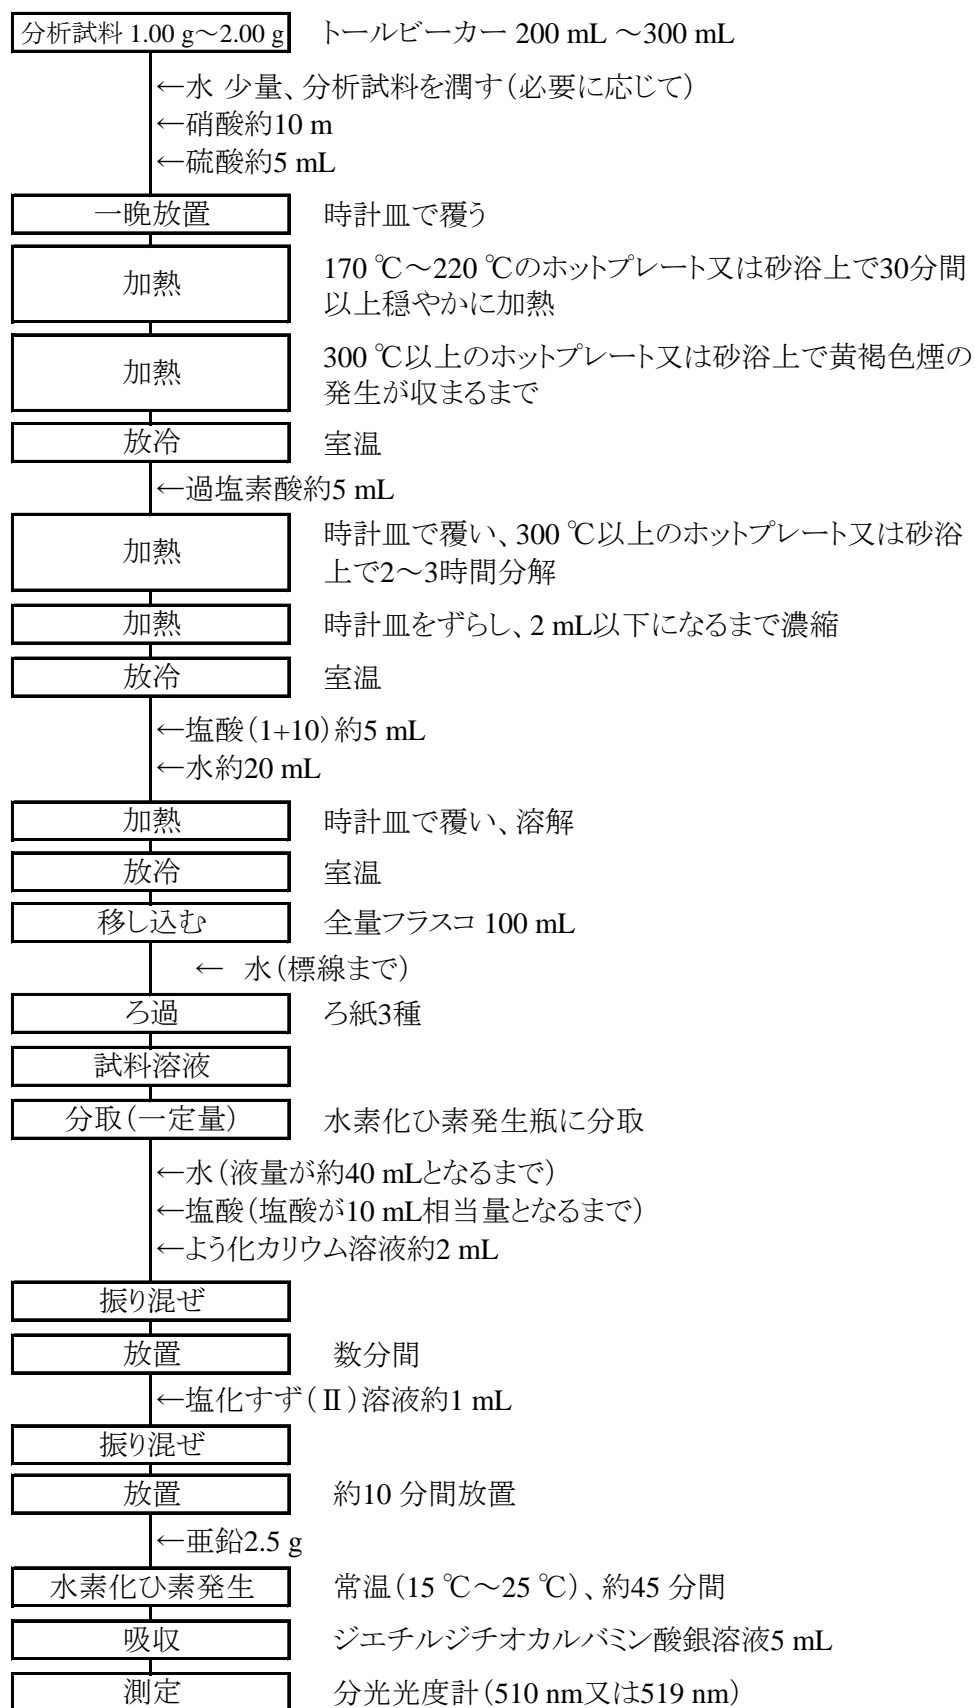 分析試料 1.00 g～2.00 g トールビーカー 200 mL ～300 mL
←水 少量、分析試料を潤す（必要に応じて）
←硝酸約10 m
←硫酸約5 mL
一晩放置 時計皿で覆う
加熱 170 ℃～220 ℃のホットプレート又は砂浴上で30分間
以上穏やかに加熱
加熱 300 ℃以上のホットプレート又は砂浴上で黄褐色煙の
発生が収まるまで
放冷 室温
←過塩素酸約5 mL
加熱 時計皿で覆い、300 ℃以上のホットプレート又は砂浴
上で2～3時間分解
加熱 時計皿をずらし、2 mL以下になるまで濃縮
放冷 室温
←塩酸（1+10）約5 mL
←水約20 mL
加熱 時計皿で覆い、溶解
放冷 室温
移し込む 全量フラスコ 100 mL
← 水（標線まで）
ろ過 ろ紙3種
試料溶液
分取（一定量） 水素化ひ素発生瓶に分取
←水（液量が約40 mLとなるまで）
←塩酸（塩酸が10 mL相当量となるまで）
←よう化カリウム溶液約2 mL
振り混ぜ
放置 数分間
←塩化すず（Ⅱ）溶液約1 mL
振り混ぜ
放置 約10 分間放置
←亜鉛2.5 g
水素化ひ素発生 常温（15 ℃～25 ℃）、約45 分間
吸収 ジエチルジチオカルバミン酸銀溶液5 mL
測定 分光光度計（510 nm又は519 nm）